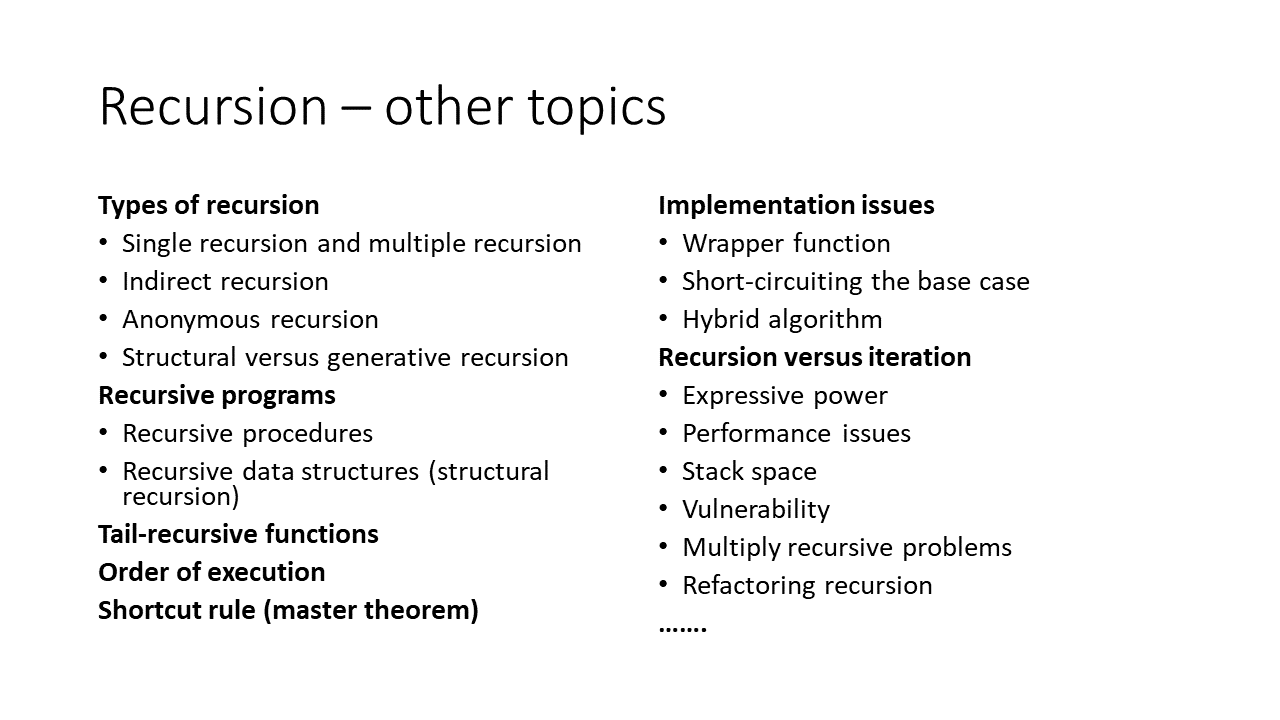 Recursion – other topics
Types of recursion
• Single recursion and multiple recursion
• Indirect recursion
• Anonymous recursion
• Structural versus generative recursion
Recursive programs
• Recursive procedures
• Recursive data structures (structural
recursion)
Tail-recursive functions
Order of execution
Shortcut rule (master theorem)
Implementation issues
• Wrapper function
• Short-circuiting the base case
• Hybrid algorithm
Recursion versus iteration
• Expressive power
• Performance issues
• Stack space
• Vulnerability
• Multiply recursive problems
• Refactoring recursion
…….